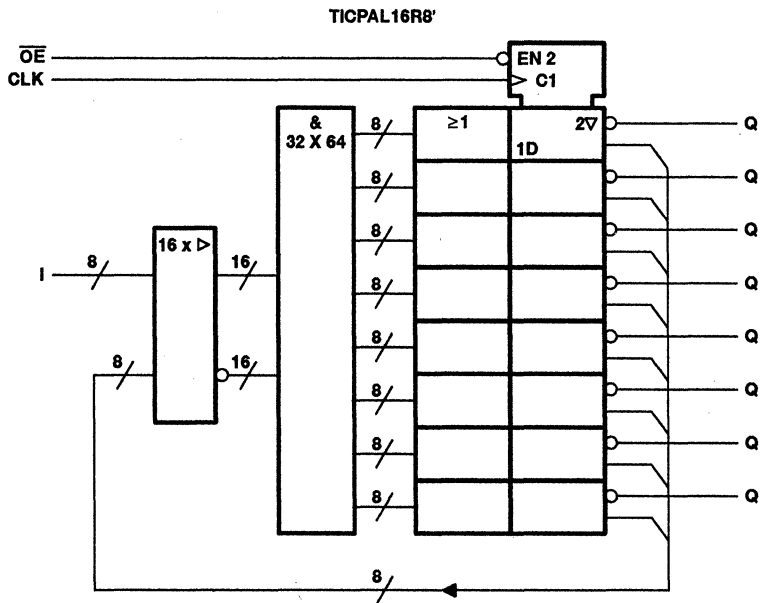 TICPAL16R8'
OE
EN 2
CLK
C1
&
32 X 64
8
≥1
2▽
Q
1D
8
Q
8
Q
16 x ▷
I
8
16
8
Q
8
Q
8
16
8
Q
8
Q
8
Q
8